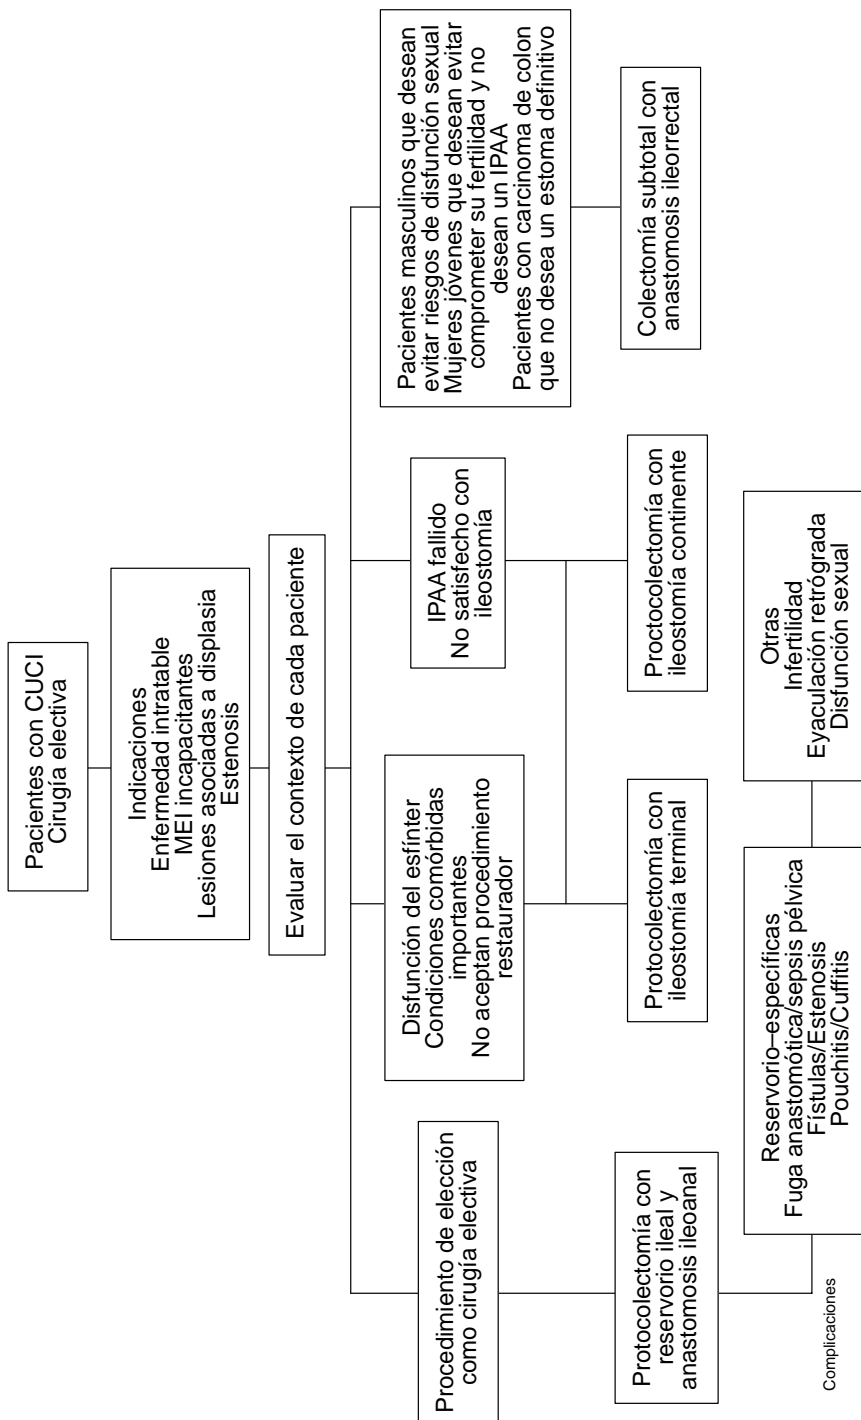 Pacientes con CUCI
Cirugía electiva
Indicaciones
Enfermedad intratable
MEI incapacitantes
Lesiones asociadas a displasia
Estenosis
Evaluar el contexto de cada paciente
Procedimiento de elección
como cirugía electiva
Disfunción del esfínter
Condiciones comórbidas
importantes
No aceptan procedimiento
restaurador
IPAA fallido
No satisfecho con
ileostomía
Pacientes masculinos que desean
evitar riesgos de disfunción sexual
Mujeres jóvenes que desean evitar
comprometer su fertilidad y no
desean un IPAA
Pacientes con carcinoma de colon
que no desea un estoma definitivo
Protocolectomía con
reservorio ileal y
anastomosis ileoanal
Protocolectomía con
ileostomía terminal
Proctocolectomía con
ileostomía continente
Colectomía subtotal con
anastomosis ileorrectal
Complicaciones
Reservorio–específicas
Fuga anastomótica/sepsis pélvica
Fístulas/Estenosis
Pouchitis/Cuffitis
Otras
Infertilidad
Eyaculación retrógrada
Disfunción sexual